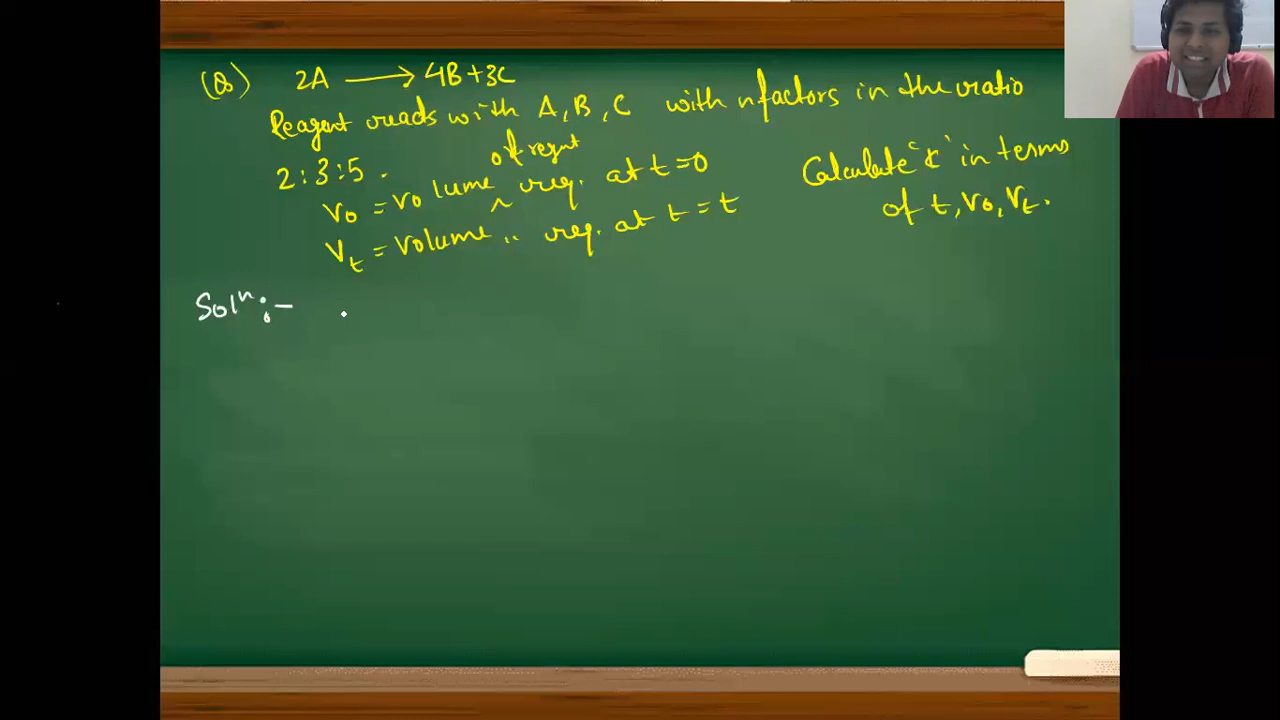 (Q) 2A → 4B + 3C
Reagent reacts with A, B, C with nfactors in the ratio
2:3:5.
V₀ = volume ^ of regnt req. at t=0
Vₜ = Volume ,, req. at t = t
Calculate "k" in terms
of t, V₀, Vₜ.
Solⁿ :-